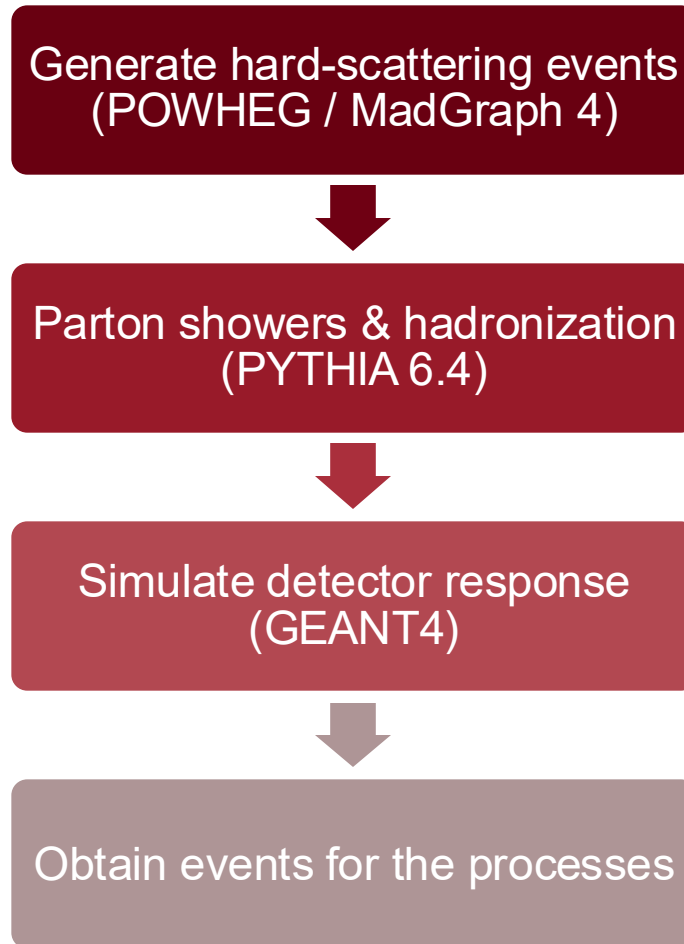 Generate hard-scattering events
(POWHEG / MadGraph 4)
Parton showers & hadronization
(PYTHIA 6.4)
Simulate detector response
(GEANT4)
Obtain events for the processes